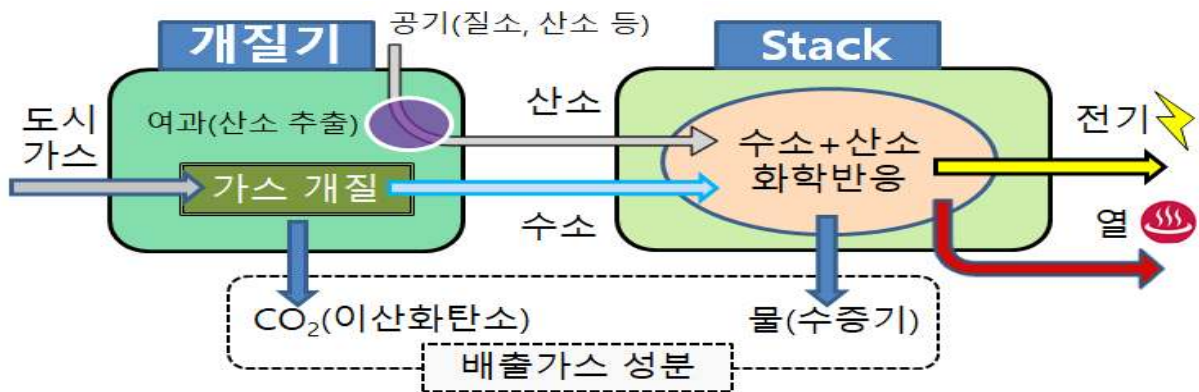 공기(질소, 산소 등)
개질기
Stack
도시
가스
여과(산소 추출)
산소
가스 개질
수소
수소+산소
화학반응
전기
열
CO₂(이산화탄소)
물(수증기)
배출가스 성분